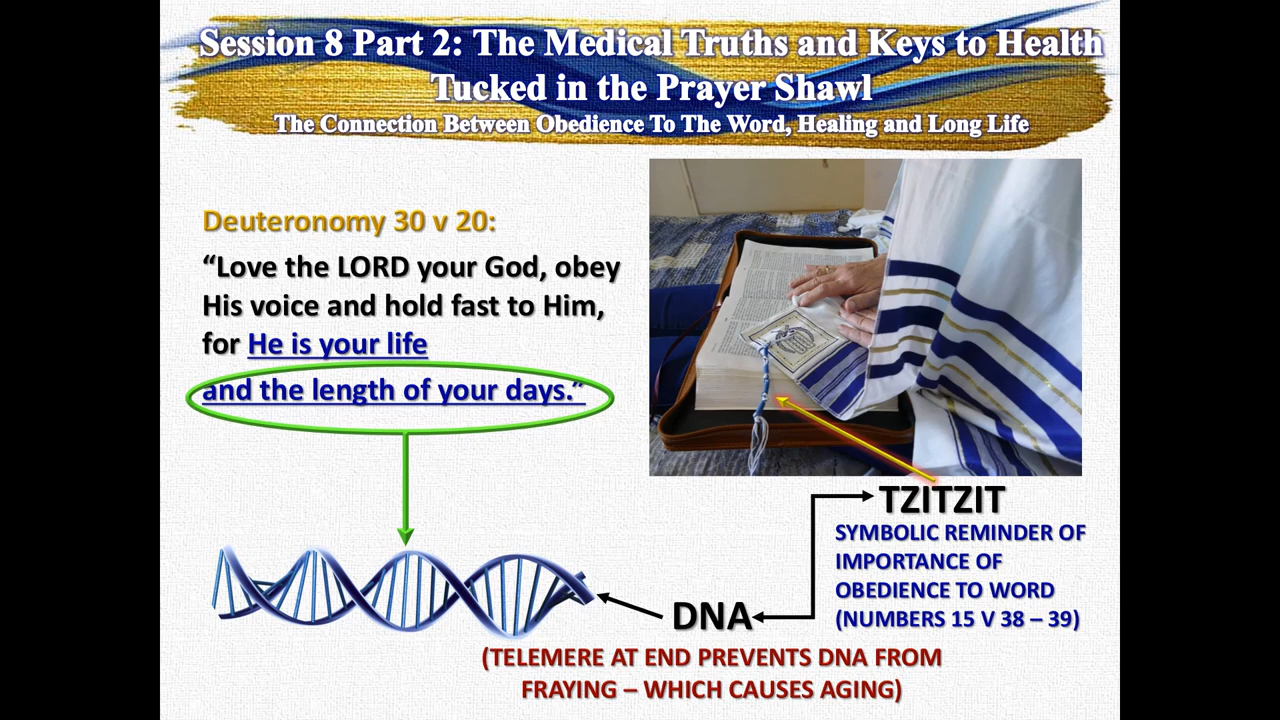 Session 8 Part 2: The Medical Truths and Keys to Health
Tucked in the Prayer Shawl
The Connection Between Obedience To The Word, Healing and Long Life
Deuteronomy 30 v 20:
“Love the LORD your God, obey
His voice and hold fast to Him,
for He is your life
and the length of your days.“
TZITZIT
SYMBOLIC REMINDER OF
IMPORTANCE OF
OBEDIENCE TO WORD
(NUMBERS 15 V 38 – 39)
DNA
(TELEMERE AT END PREVENTS DNA FROM
FRAYING – WHICH CAUSES AGING)